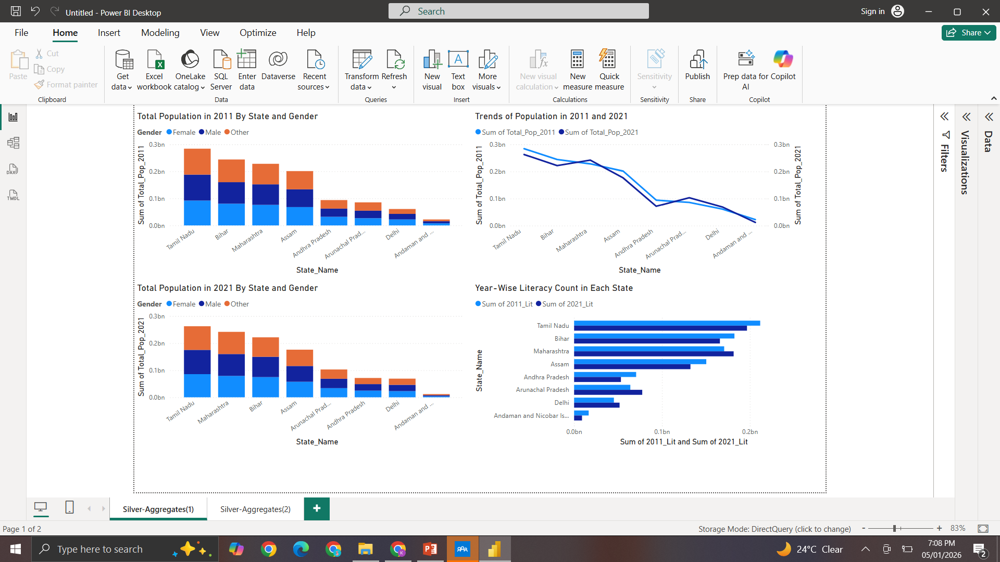 Untitled - Power BI Desktop
Search
Sign in
File
Home
Insert
Modeling
View
Optimize
Help
Share
Paste
Cut
Copy
Format painter
Clipboard
Get data
Excel workbook
OneLake catalog
SQL Server
Enter data
Dataverse
Recent sources
Data
Transform data
Refresh
Queries
New visual
Text box
More visuals
Insert
New visual calculation
New measure
Quick measure
Calculations
Sensitivity
Sensitivity
Publish
Share
Prep data for AI
Copilot
Copilot
DAX
TMDL
Total Population in 2011 By State and Gender
Gender Female Male Other
Sum of Total_Pop_2011
0.3bn
0.2bn
0.1bn
0.0bn
Tamil Nadu
Bihar
Maharashtra
Assam
Andhra Pradesh
Arunachal Prad...
Delhi
Andaman and ...
State_Name
Trends of Population in 2011 and 2021
Sum of Total_Pop_2011 Sum of Total_Pop_2021
Sum of Total_Pop_2011
0.3bn
0.2bn
0.1bn
0.0bn
0.3bn
0.2bn
0.1bn
0.0bn
Sum of Total_Pop_2021
Tamil Nadu
Bihar
Maharashtra
Assam
Andhra Pradesh
Arunachal Prad...
Delhi
Andaman and ...
State_Name
Total Population in 2021 By State and Gender
Gender Female Male Other
Sum of Total_Pop_2021
0.3bn
0.2bn
0.1bn
0.0bn
Tamil Nadu
Maharashtra
Bihar
Assam
Arunachal Prad...
Andhra Pradesh
Delhi
Andaman and ...
State_Name
Year-Wise Literacy Count in Each State
Sum of 2011_Lit Sum of 2021_Lit
State_Name
Tamil Nadu
Bihar
Maharashtra
Assam
Andhra Pradesh
Arunachal Pradesh
Delhi
Andaman and Nicobar Is...
0.0bn
0.1bn
0.2bn
Sum of 2011_Lit and Sum of 2021_Lit
Filters
Visualizations
Data
Silver-Aggregates(1)
Silver-Aggregates(2)
Page 1 of 2
Storage Mode: DirectQuery (click to change)
- + 83%
Type here to search
24°C Clear
7:08 PM
05/01/2026
2